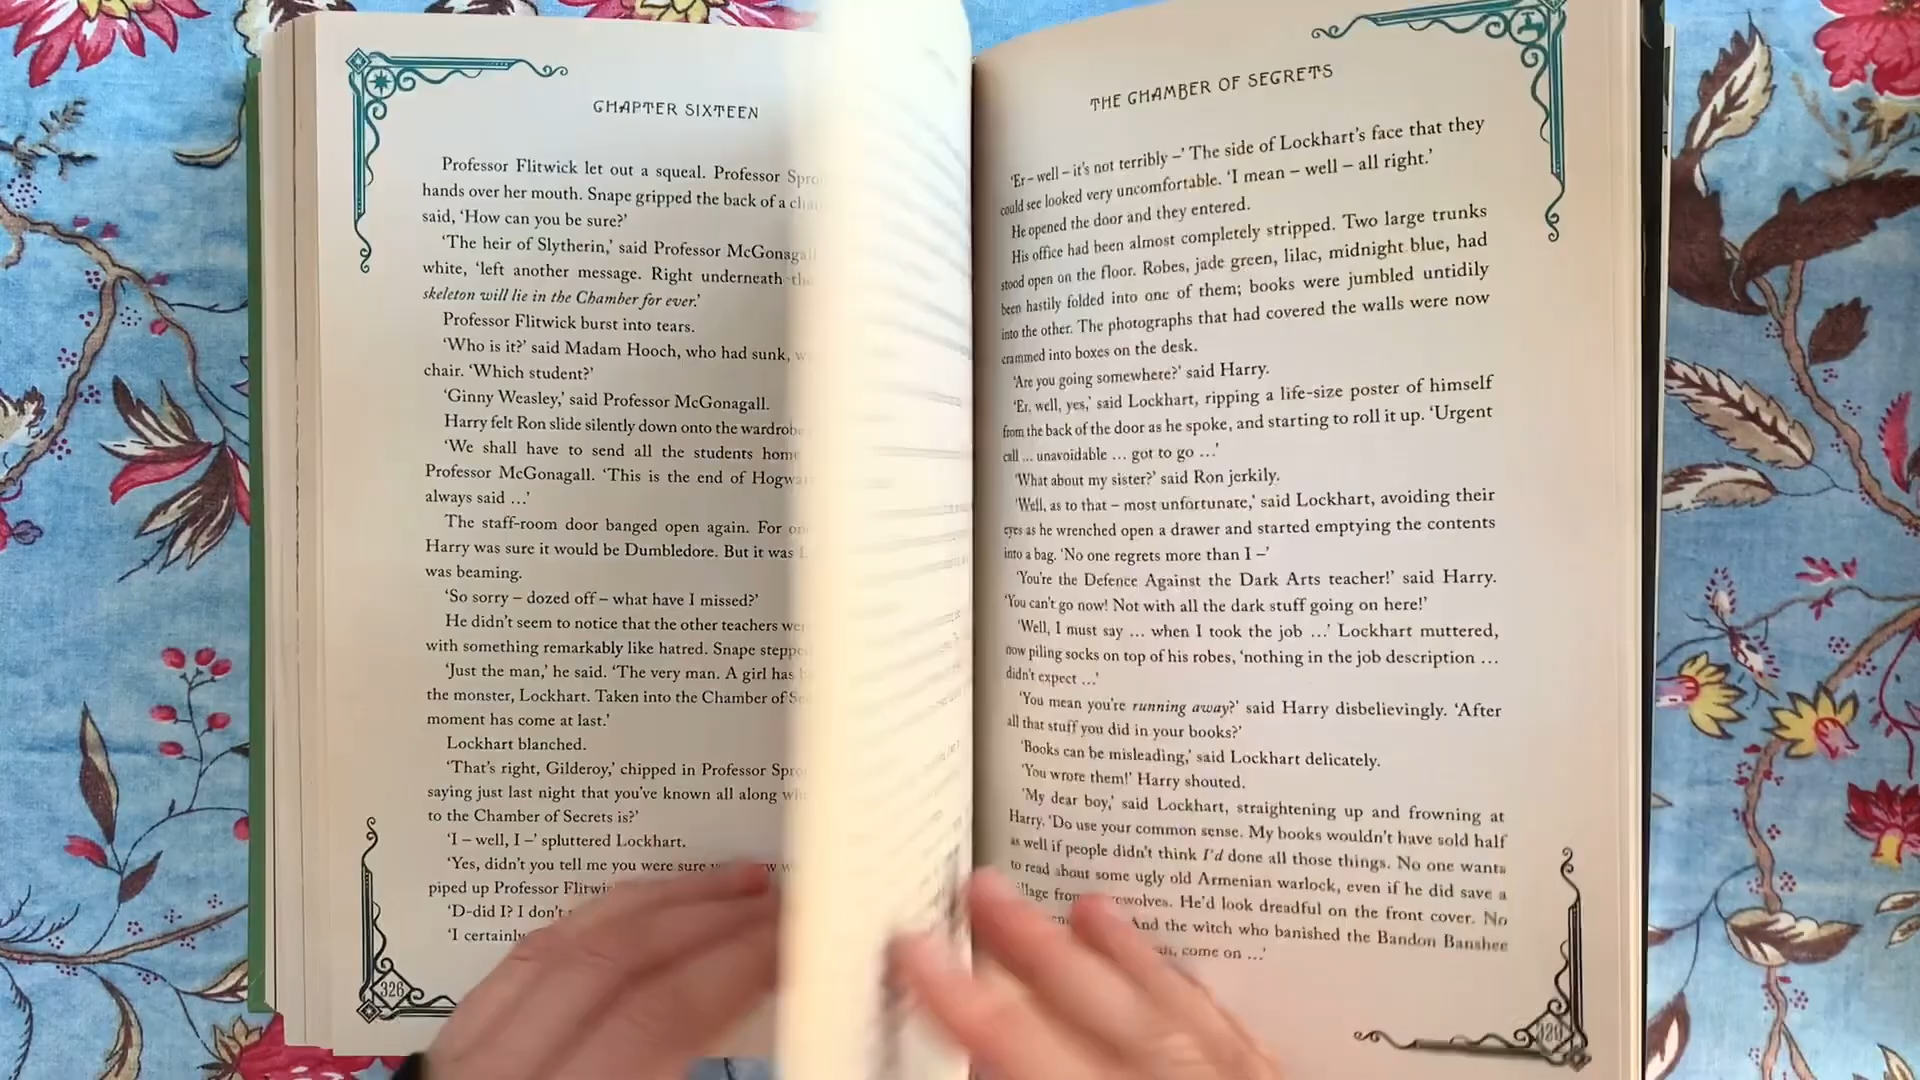 CHAPTER SIXTEEN
Professor Flitwick let out a squeal. Professor
hands over her mouth. Snape gripped the back of a
said, ‘How can you be sure?’
‘The heir of Slytherin,’ said Professor McGonagall
white, ‘left another message. Right underneath
skeleton will lie in the Chamber for ever.’
Professor Flitwick burst into tears.
‘Who is it?’ said Madam Hooch, who had sunk,
chair. ‘Which student?’
‘Ginny Weasley,’ said Professor McGonagall.
Harry felt Ron slide silently down onto the wardrobe
‘We shall have to send all the students home
Professor McGonagall. ‘This is the end of
always said …’
The staff-room door banged open again. For
Harry was sure it would be Dumbledore. But it was
was beaming.
‘So sorry – dozed off – what have I missed?’
He didn’t seem to notice that the other teachers
with something remarkably like hatred. Snape
‘Just the man,’ he said. ‘The very man. A girl has
the monster, Lockhart. Taken into the Chamber of
moment has come at last.’
Lockhart blanched.
‘That’s right, Gilderoy,’ chipped in Professor
saying just last night that you’ve known all along
to the Chamber of Secrets is?’
‘I – well, I –’ spluttered Lockhart.
‘Yes, didn’t you tell me you were sure
piped up Professor
‘D-did I? I don’t
‘I certainly
326
THE CHAMBER OF SECRETS
‘Er – well – it’s not terribly –’ The side of Lockhart’s face that they
could see looked very uncomfortable. ‘I mean – well – all right.’
He opened the door and they entered.
His office had been almost completely stripped. Two large trunks
stood open on the floor. Robes, jade green, lilac, midnight blue, had
been hastily folded into one of them; books were jumbled untidily
into the other. The photographs that had covered the walls were now
crammed into boxes on the desk.
‘Are you going somewhere?’ said Harry.
‘Er, well, yes,’ said Lockhart, ripping a life-size poster of himself
from the back of the door as he spoke, and starting to roll it up. ‘Urgent
call … unavoidable … got to go …’
‘What about my sister?’ said Ron jerkily.
‘Well, as to that – most unfortunate,’ said Lockhart, avoiding their
eyes as he wrenched open a drawer and started emptying the contents
into a bag. ‘No one regrets more than I –’
‘You’re the Defence Against the Dark Arts teacher!’ said Harry.
‘You can’t go now! Not with all the dark stuff going on here!’
‘Well, I must say … when I took the job …’ Lockhart muttered,
now piling socks on top of his robes, ‘nothing in the job description …
didn’t expect …’
‘You mean you’re running away?’ said Harry disbelievingly. ‘After
all that stuff you did in your books?’
‘Books can be misleading,’ said Lockhart delicately.
‘You wrote them!’ Harry shouted.
‘My dear boy,’ said Lockhart, straightening up and frowning at
Harry. ‘Do use your common sense. My books wouldn’t have sold half
as well if people didn’t think I’d done all those things. No one wants
to read about some ugly old Armenian warlock, even if he did save a
village from werewolves. He’d look dreadful on the front cover. No
And the witch who banished the Bandon Banshee
come on …’